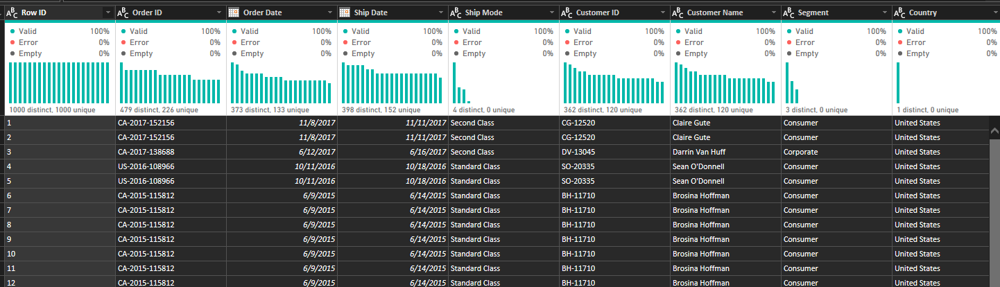 ABC Row ID ABC Order ID Order Date Ship Date ABC Ship Mode ABC Customer ID ABC Customer Name ABC Segment ABC Country
Valid 100% Valid 100% Valid 100% Valid 100% Valid 100% Valid 100% Valid 100% Valid 100% Valid 100%
Error 0% Error 0% Error 0% Error 0% Error 0% Error 0% Error 0% Error 0% Error 0%
Empty 0% Empty 0% Empty 0% Empty 0% Empty 0% Empty 0% Empty 0% Empty 0% Empty 0%
1000 distinct, 1000 unique 479 distinct, 226 unique 373 distinct, 133 unique 398 distinct, 152 unique 4 distinct, 0 unique 362 distinct, 120 unique 362 distinct, 120 unique 3 distinct, 0 unique 1 distinct, 0 unique
1 CA-2017-152156 11/8/2017 11/11/2017 Second Class CG-12520 Claire Gute Consumer United States
2 CA-2017-152156 11/8/2017 11/11/2017 Second Class CG-12520 Claire Gute Consumer United States
3 CA-2017-138688 6/12/2017 6/16/2017 Second Class DV-13045 Darrin Van Huff Corporate United States
4 US-2016-108966 10/11/2016 10/18/2016 Standard Class SO-20335 Sean O'Donnell Consumer United States
5 US-2016-108966 10/11/2016 10/18/2016 Standard Class SO-20335 Sean O'Donnell Consumer United States
6 CA-2015-115812 6/9/2015 6/14/2015 Standard Class BH-11710 Brosina Hoffman Consumer United States
7 CA-2015-115812 6/9/2015 6/14/2015 Standard Class BH-11710 Brosina Hoffman Consumer United States
8 CA-2015-115812 6/9/2015 6/14/2015 Standard Class BH-11710 Brosina Hoffman Consumer United States
9 CA-2015-115812 6/9/2015 6/14/2015 Standard Class BH-11710 Brosina Hoffman Consumer United States
10 CA-2015-115812 6/9/2015 6/14/2015 Standard Class BH-11710 Brosina Hoffman Consumer United States
11 CA-2015-115812 6/9/2015 6/14/2015 Standard Class BH-11710 Brosina Hoffman Consumer United States
12 CA-2015-115812 6/9/2015 6/14/2015 Standard Class BH-11710 Brosina Hoffman Consumer United States